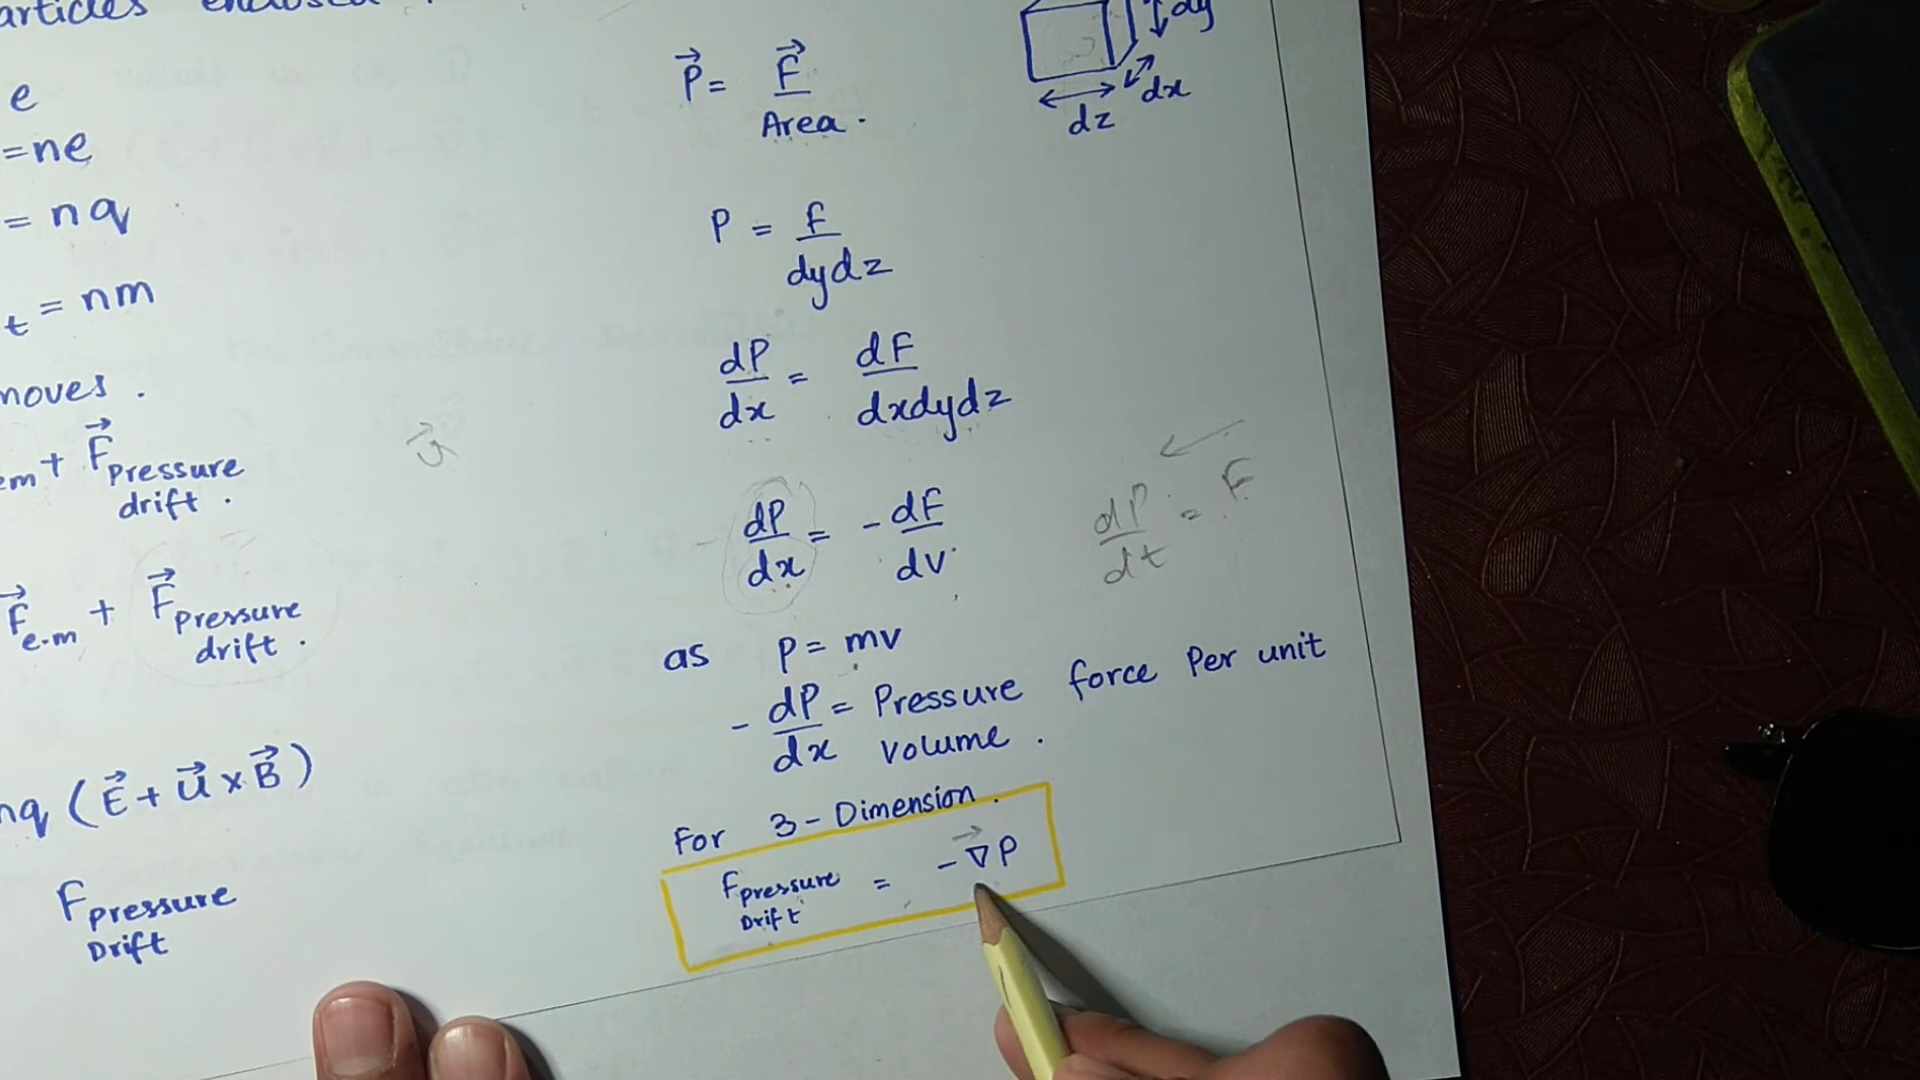 e
=ne
= nq
t = nm
moves .
em + F⃗ pressure
drift .
F⃗ e.m + F⃗ pressure
drift .
nq ( E⃗ + u⃗ × B⃗ )
F pressure
Drift
P⃗ = F⃗
Area .
dy
dx
dz
P = F
dydz
dP = dF
dx dxdydz
dP = - dF
dx dv
dP = F
dt
as P = mv
- dP = Pressure force Per unit
dx volume .
For 3 - Dimension .
F pressure = - ∇⃗ P
Drift